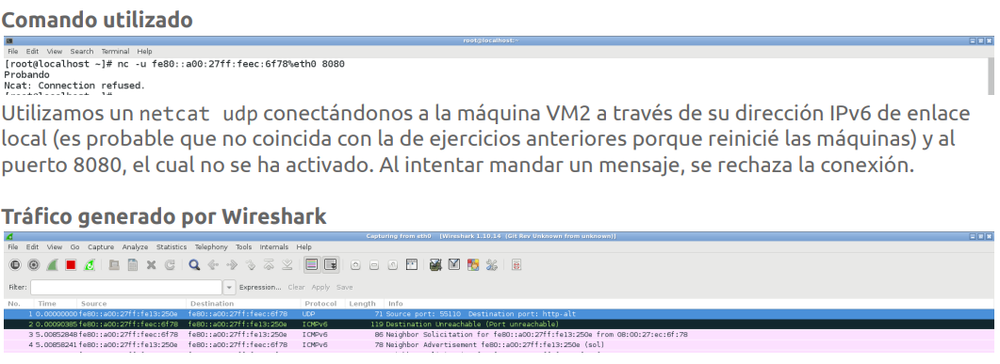 Comando utilizado
root@localhost:~
File Edit View Search Terminal Help
[root@localhost ~]# nc -u fe80::a00:27ff:feec:6f78%eth0 8080
Probando
Ncat: Connection refused.
[root@localhost ~]#
Utilizamos un netcat udp conectándonos a la máquina VM2 a través de su dirección IPv6 de enlace
local (es probable que no coincida con la de ejercicios anteriores porque reinicié las máquinas) y al
puerto 8080, el cual no se ha activado. Al intentar mandar un mensaje, se rechaza la conexión.
Tráfico generado por Wireshark
Capturing from eth0 [Wireshark 1.10.14 (Git Rev Unknown from unknown)]
File Edit View Go Capture Analyze Statistics Telephony Tools Internals Help
Filter: Expression... Clear Apply Save
No. Time Source Destination Protocol Length Info
1 0.00000000 fe80::a00:27ff:fe13:250e fe80::a00:27ff:feec:6f78 UDP 71 Source port: 55110 Destination port: http-alt
2 0.00090385 fe80::a00:27ff:feec:6f78 fe80::a00:27ff:fe13:250e ICMPv6 119 Destination Unreachable (Port unreachable)
3 5.00852848 fe80::a00:27ff:feec:6f78 fe80::a00:27ff:fe13:250e ICMPv6 86 Neighbor Solicitation for fe80::a00:27ff:fe13:250e from 08:00:27:ec:6f:78
4 5.00858241 fe80::a00:27ff:fe13:250e fe80::a00:27ff:feec:6f78 ICMPv6 78 Neighbor Advertisement fe80::a00:27ff:fe13:250e (sol)